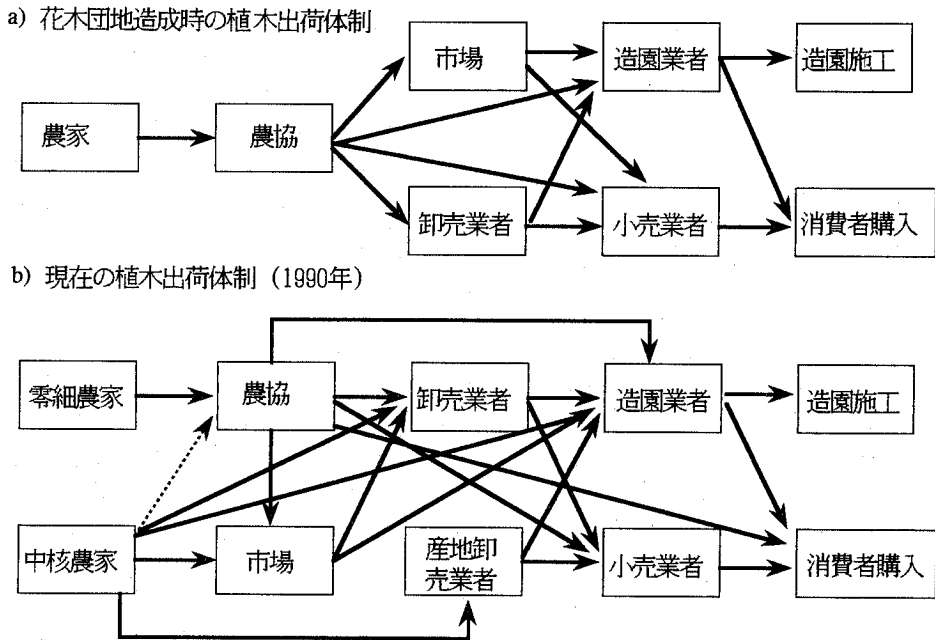 a) 花木団地造成時の植木出荷体制
市場
造園業者
造園施工
農家
農協
卸売業者
小売業者
消費者購入
b) 現在の植木出荷体制 (1990年)
零細農家
農協
卸売業者
造園業者
造園施工
中核農家
市場
産地卸
売業者
小売業者
消費者購入